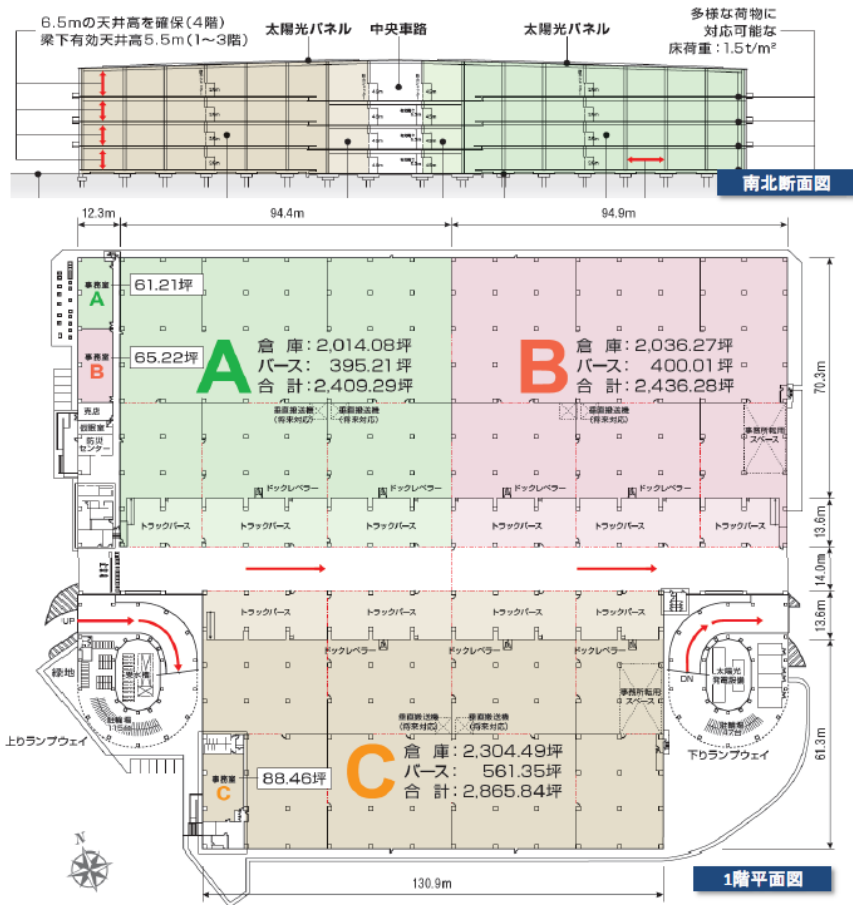 6.5mの天井高を確保(4階)
梁下有効天井高5.5m(1〜3階)
太陽光パネル
中央車路
太陽光パネル
多様な荷物に
対応可能な
床荷重:1.5t/m²
南北断面図
12.3m
94.4m
94.9m
事務室
A
61.21坪
事務室
B
65.22坪
売店
仮眠室
防災
センター
A
倉 庫:2,014.08坪
バース: 395.21坪
合 計:2,409.29坪
B
倉 庫:2,036.27坪
バース: 400.01坪
合 計:2,436.28坪
70.3m
垂直搬送機
(将来対応)
垂直搬送機
(将来対応)
垂直搬送機
(将来対応)
事務所転用
スペース
ドックレベラー
ドックレベラー
ドックレベラー
ドックレベラー
トラックバース
トラックバース
トラックバース
トラックバース
トラックバース
トラックバース
13.6m
14.0m
UP
トラックバース
トラックバース
トラックバース
トラックバース
13.6m
ドックレベラー
ドックレベラー
ドックレベラー
緑地
受水槽
駐輪場
115台
上りランプウェイ
事務所転用
スペース
DN
太陽光
発電設備
駐輪場
47台
下りランプウェイ
垂直搬送機
(将来対応)
垂直搬送機
(将来対応)
C
倉 庫:2,304.49坪
バース: 561.35坪
合 計:2,865.84坪
事務室
C
88.46坪
61.3m
N
130.9m
1階平面図